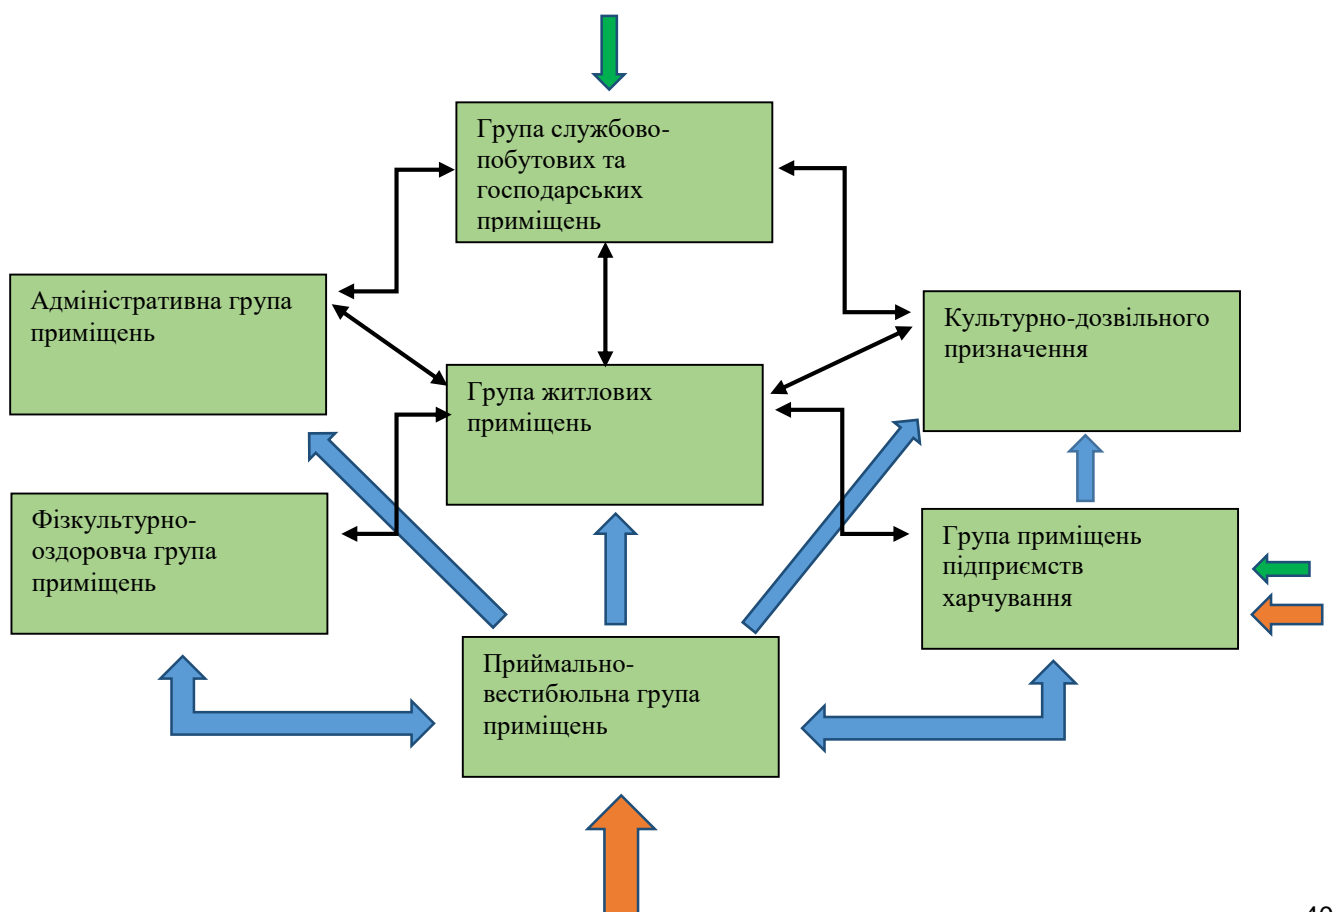 Група службово-
побутових та
господарських
приміщень
Адміністративна група
приміщень
Культурно-дозвільного
призначення
Група житлових
приміщень
Фізкультурно-
оздоровча група
приміщень
Група приміщень
підприємств
харчування
Приймально-
вестибюльна група
приміщень